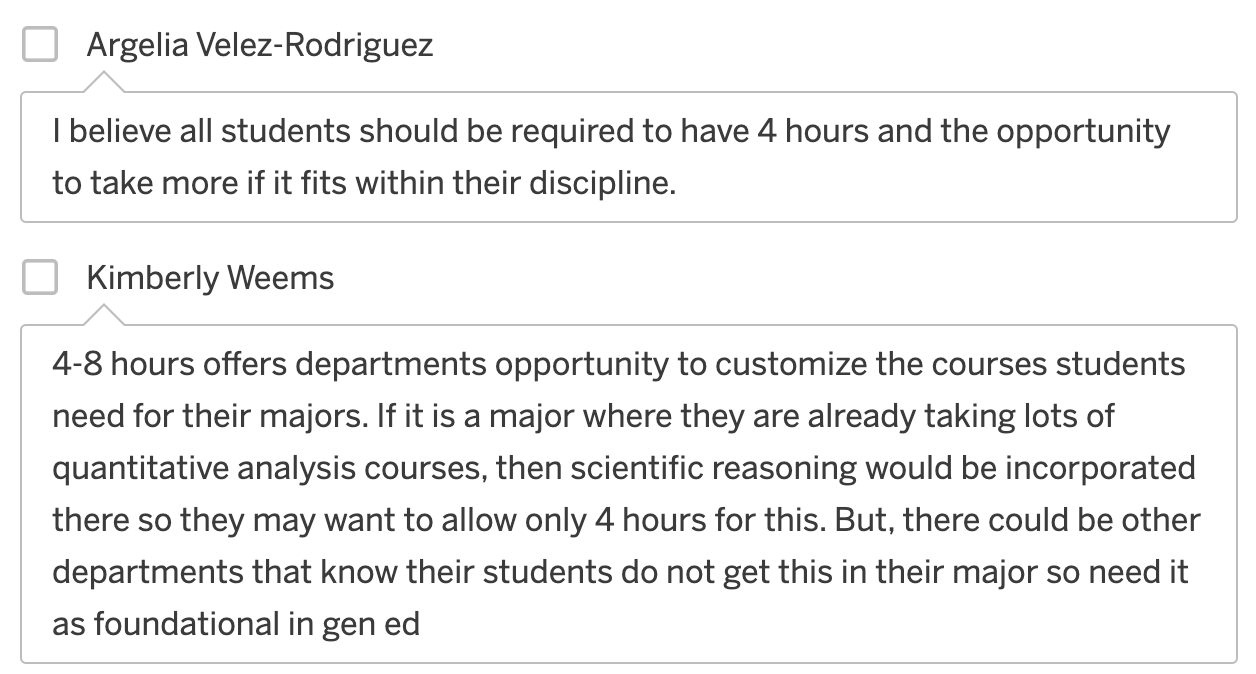 Argelia Velez-Rodriguez
I believe all students should be required to have 4 hours and the opportunity
to take more if it fits within their discipline.
Kimberly Weems
4-8 hours offers departments opportunity to customize the courses students
need for their majors. If it is a major where they are already taking lots of
quantitative analysis courses, then scientific reasoning would be incorporated
there so they may want to allow only 4 hours for this. But, there could be other
departments that know their students do not get this in their major so need it
as foundational in gen ed